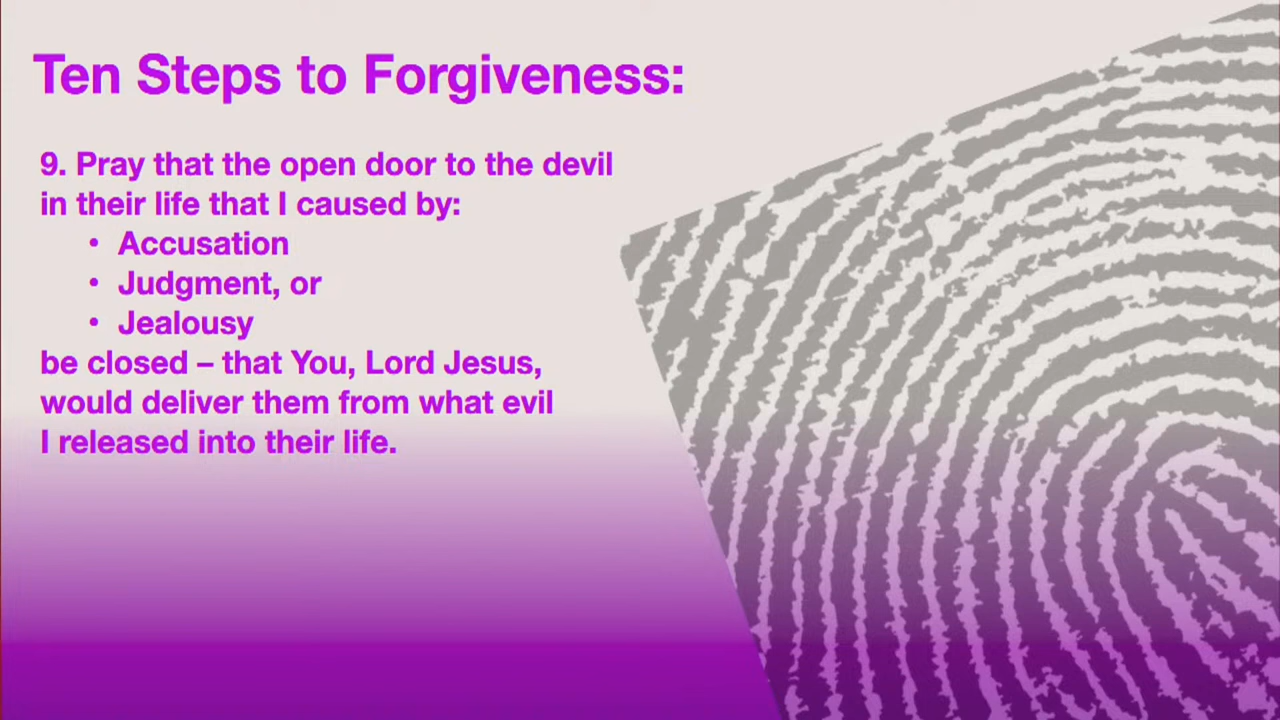 Ten Steps to Forgiveness:
9. Pray that the open door to the devil
in their life that I caused by:
• Accusation
• Judgment, or
• Jealousy
be closed – that You, Lord Jesus,
would deliver them from what evil
I released into their life.